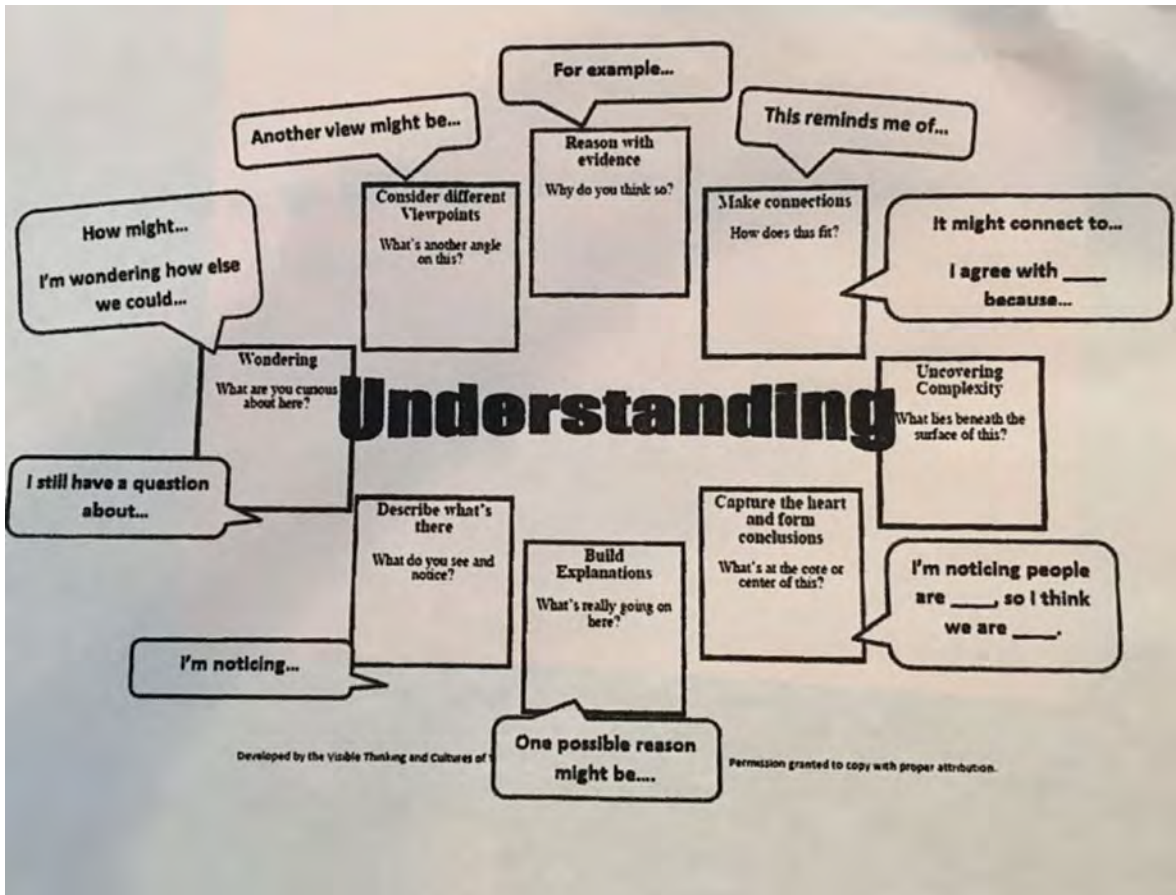 For example...
Another view might be...
This reminds me of...
Reason with
evidence
Why do you think so?
Consider different
Viewpoints
What's another angle
on this?
Make connections
How does this fit?
How might...
I'm wondering how else
we could...
It might connect to...
I agree with ____
because...
Wondering
What are you curious
about here?
Understanding
Uncovering
Complexity
What lies beneath the
surface of this?
I still have a question
about...
Describe what's
there
What do you see and
notice?
Build
Explanations
What's really going on
here?
Capture the heart
and form
conclusions
What's at the core or
center of this?
I'm noticing people
are ____, so I think
we are ____.
I'm noticing...
One possible reason
might be....
Developed by the Visible Thinking and Cultures of
Permission granted to copy with proper attribution.